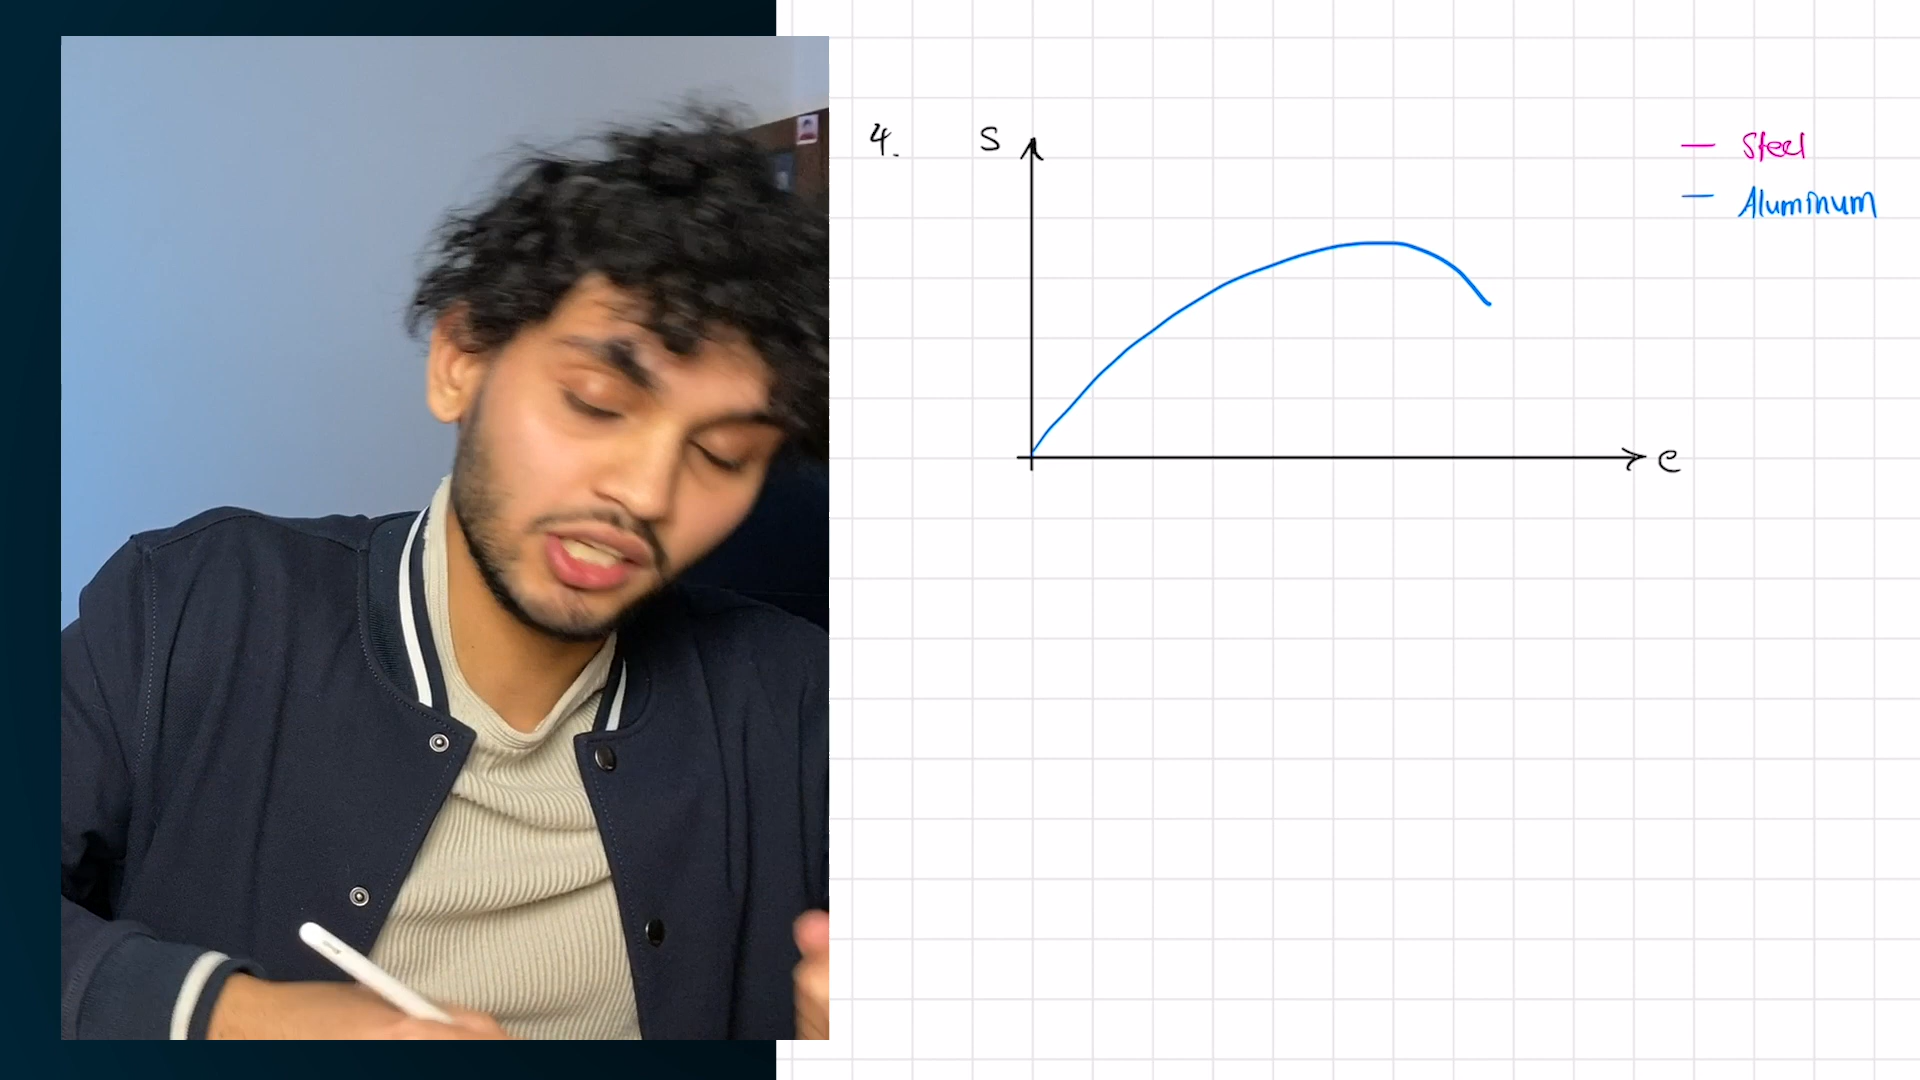 4.
S
— Steel
— Aluminum
e